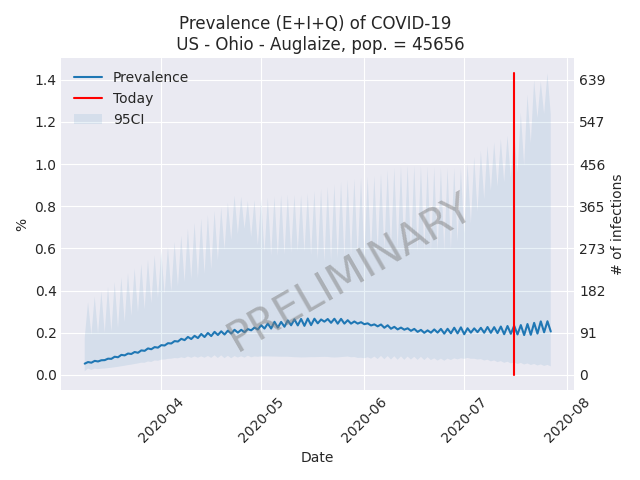 Prevalence (E+I+Q) of COVID-19
US - Ohio - Auglaize, pop. = 45656
Prevalence
Today
95CI
1.4
1.2
1.0
0.8
0.6
0.4
0.2
0.0
%
639
547
456
365
273
182
91
0
# of infections
PRELIMINARY
2020-04
2020-05
2020-06
2020-07
2020-08
Date